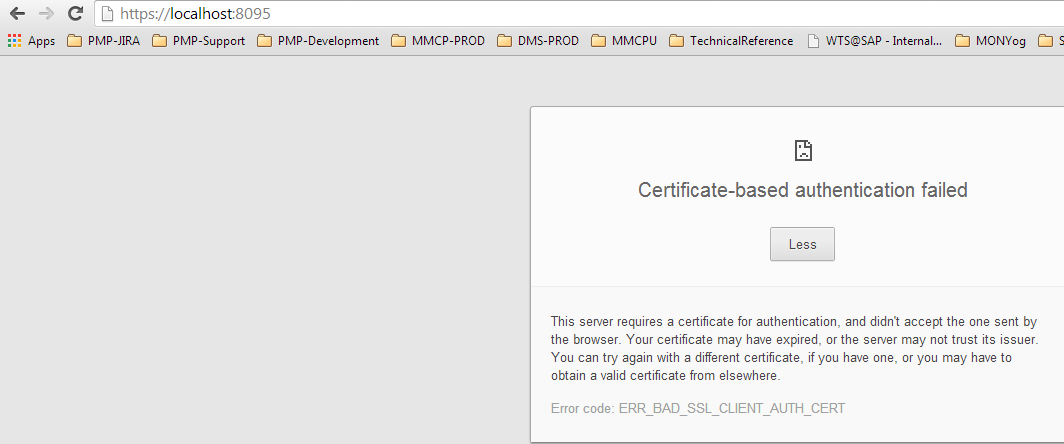 https://localhost:8095
Apps PMP-JIRA PMP-Support PMP-Development MMCP-PROD DMS-PROD MMCPU TechnicalReference WTS@SAP - Internal... MONYog S
Certificate-based authentication failed
Less
This server requires a certificate for authentication, and didn't accept the one sent by
the browser. Your certificate may have expired, or the server may not trust its issuer.
You can try again with a different certificate, if you have one, or you may have to
obtain a valid certificate from elsewhere.
Error code: ERR_BAD_SSL_CLIENT_AUTH_CERT